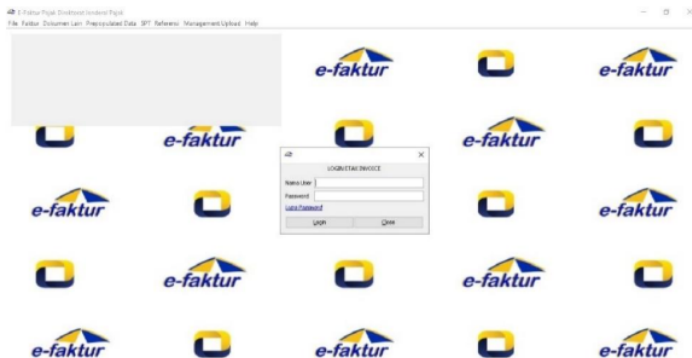 E-Faktur Pajak Direktorat Jenderal Pajak
File Faktur Dokumen Lain Prepopulated Data SPT Referensi Management Upload Help
e-faktur
e-faktur
e-faktur
e-faktur
LOGIN ETAX INVOICE
Nama User
Password
Lupa Password
Login
Close
e-faktur
e-faktur
e-faktur
e-faktur
e-faktur
e-faktur
e-faktur
e-faktur